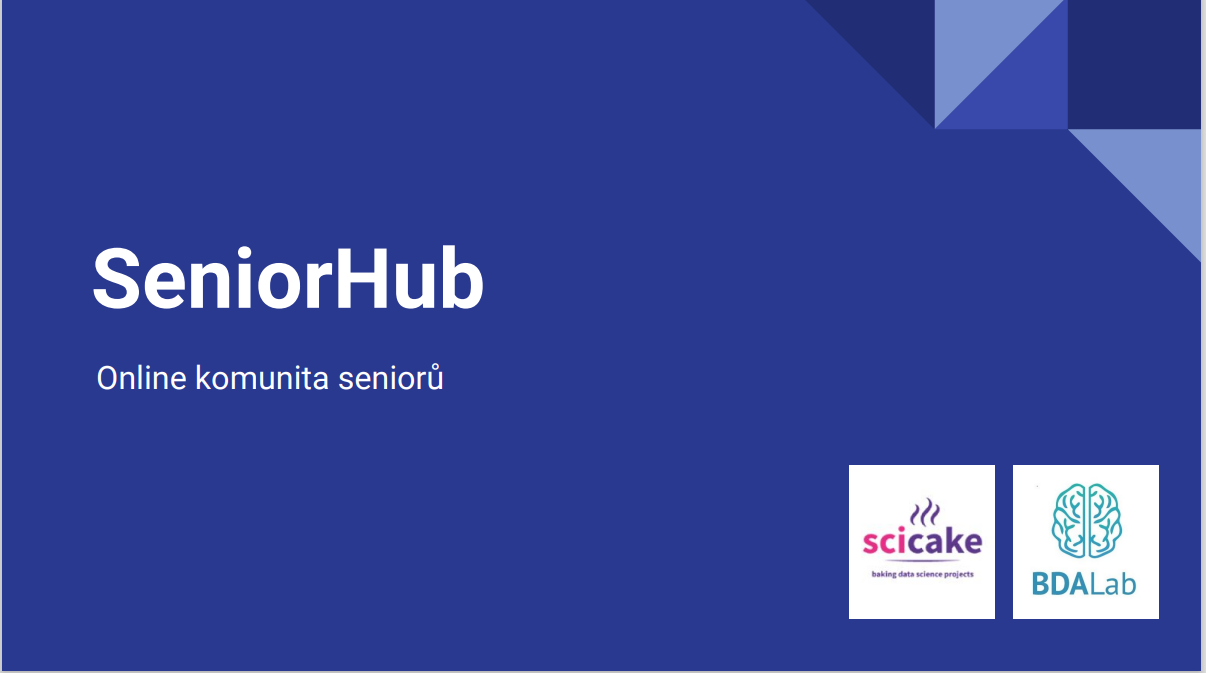 SeniorHub
Online komunita seniorů
scicake
baking data science projects
BDALab